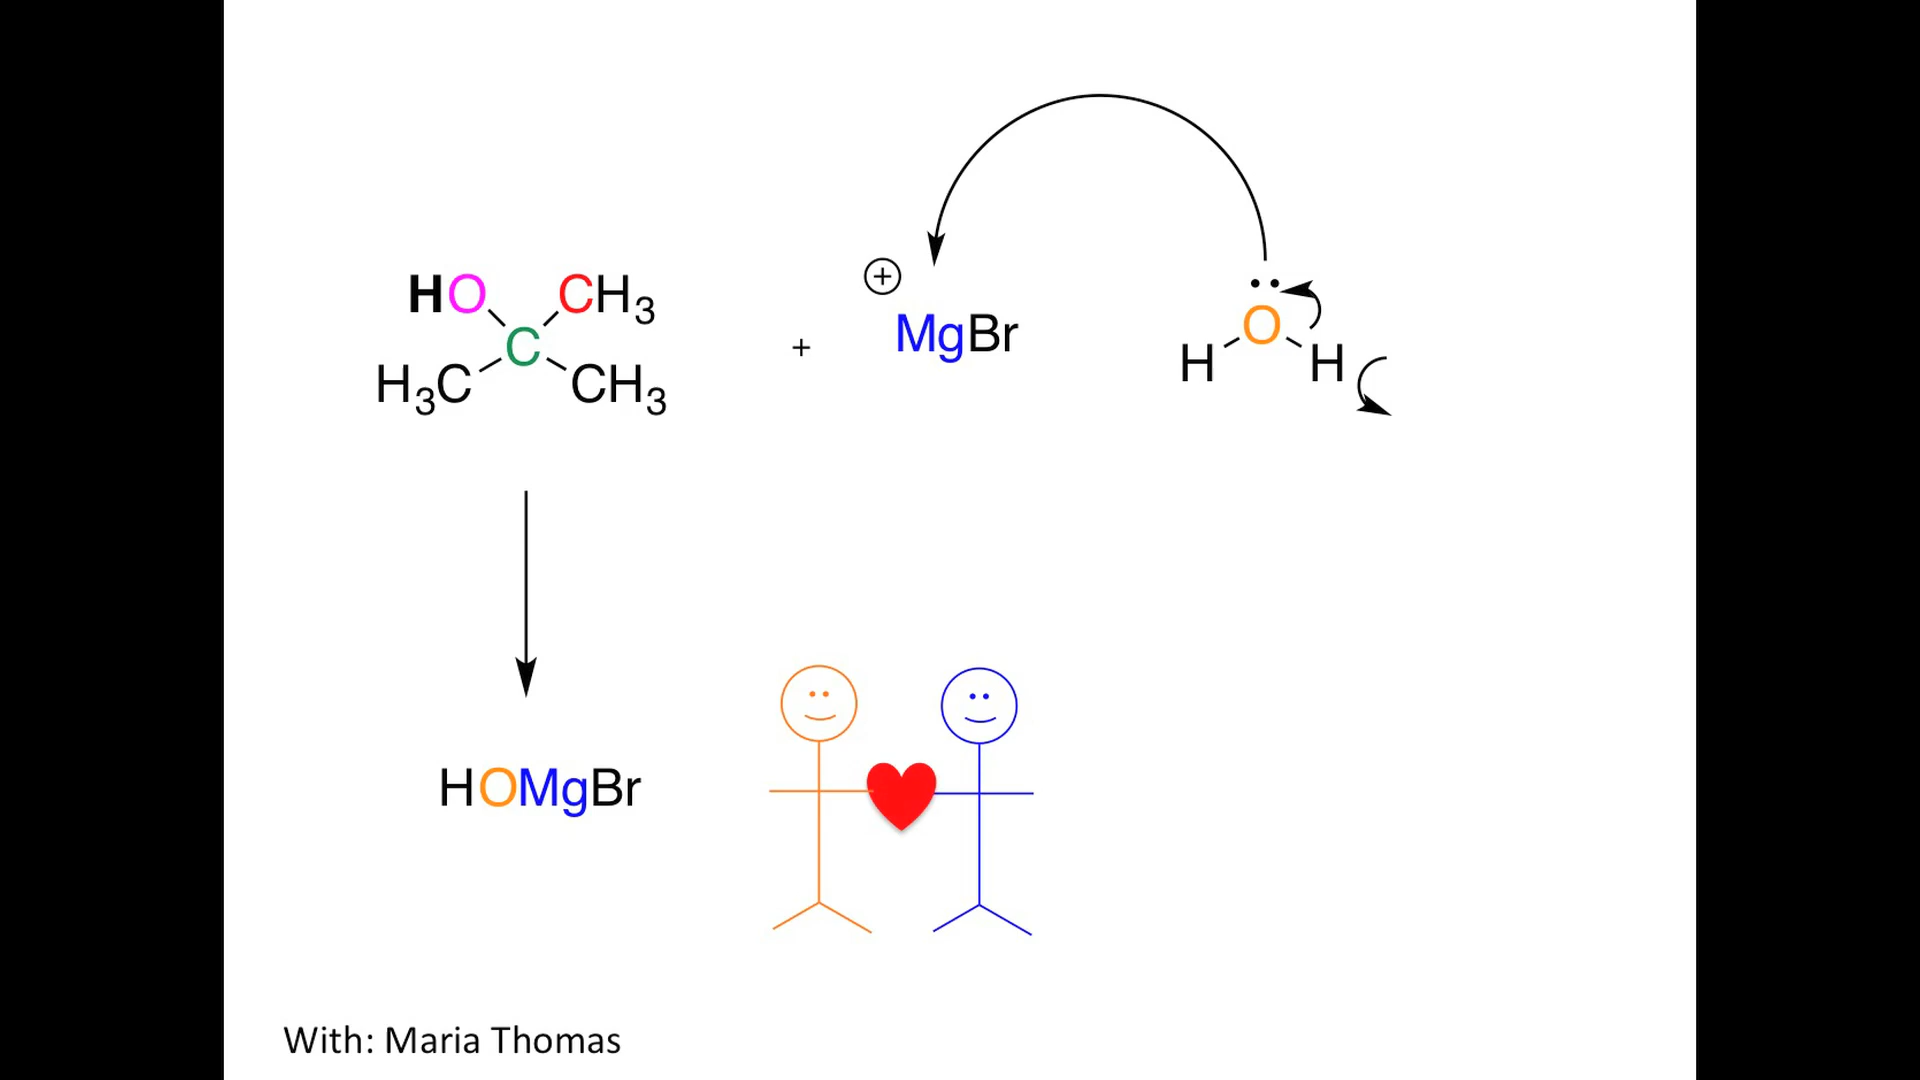 HO CH3
C
H3C CH3
+
+
MgBr
O
H H
HOMgBr
With: Maria Thomas